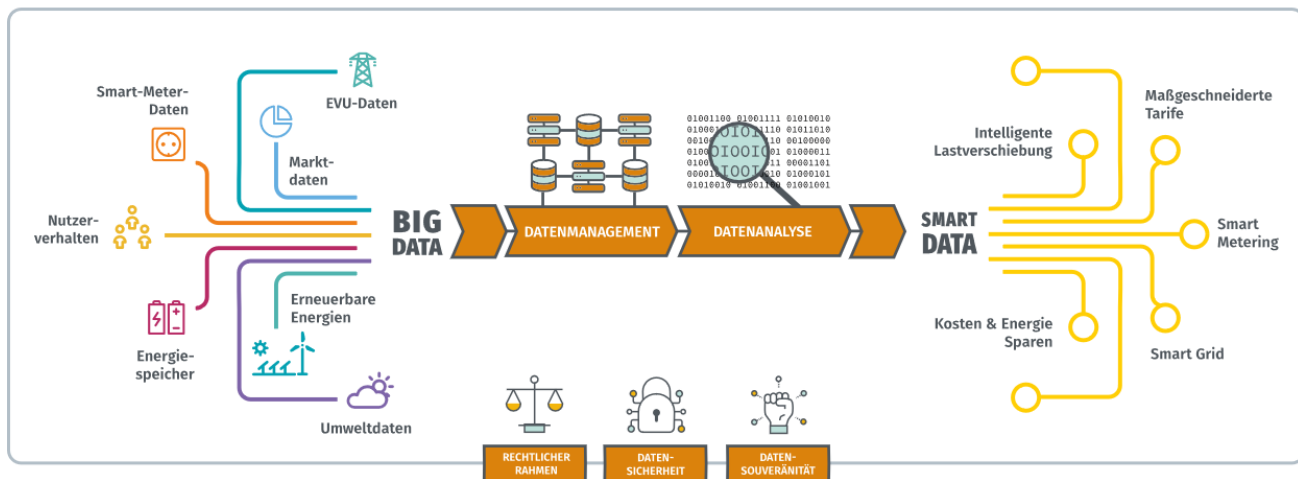 EVU-Daten
Smart-Meter-
Daten
Markt-
daten
Nutzer-
verhalten
Energie-
speicher
Erneuerbare
Energien
Umweltdaten
BIG
DATA
DATENMANAGEMENT
DATENANALYSE
SMART
DATA
Intelligente
Lastverschiebung
Maßgeschneiderte
Tarife
Smart
Metering
Smart Grid
Kosten & Energie
Sparen
RECHTLICHER
RAHMEN
DATEN-
SICHERHEIT
DATEN-
SOUVERÄNITÄT